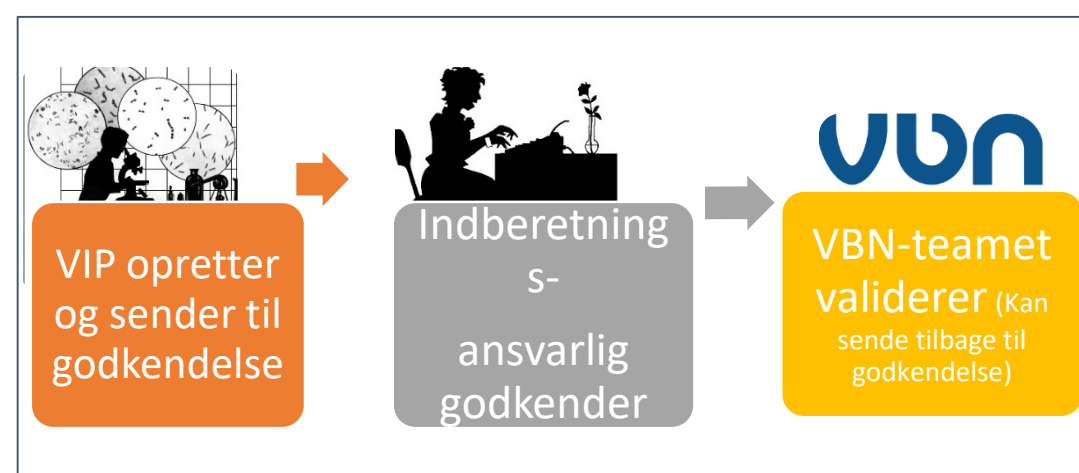 VIP opretter
og sender til
godkendelse
Indberetning
s-
ansvarlig
godkender
vbn
VBN-teamet
validerer (Kan
sende tilbage til
godkendelse)